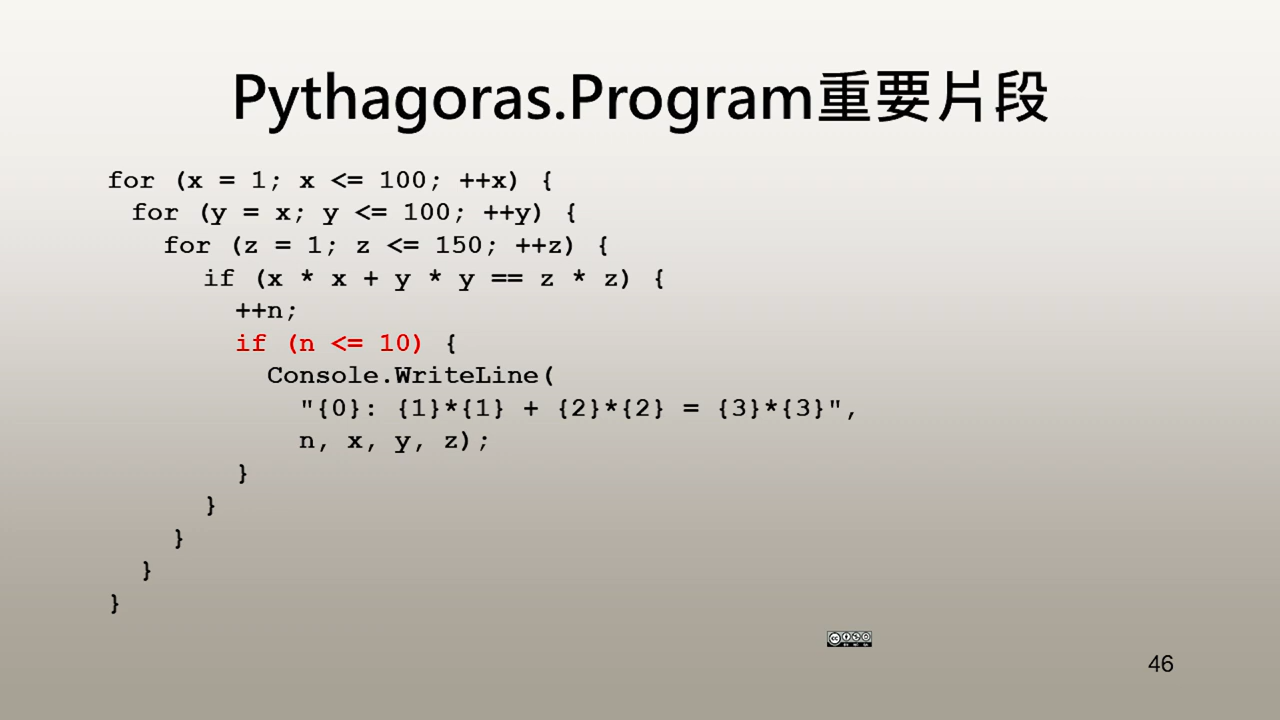 Pythagoras.Program重要片段
for (x = 1; x <= 100; ++x) {
for (y = x; y <= 100; ++y) {
for (z = 1; z <= 150; ++z) {
if (x * x + y * y == z * z) {
++n;
if (n <= 10) {
Console.WriteLine(
"{0}: {1}*{1} + {2}*{2} = {3}*{3}",
n, x, y, z);
}
}
}
}
}
46